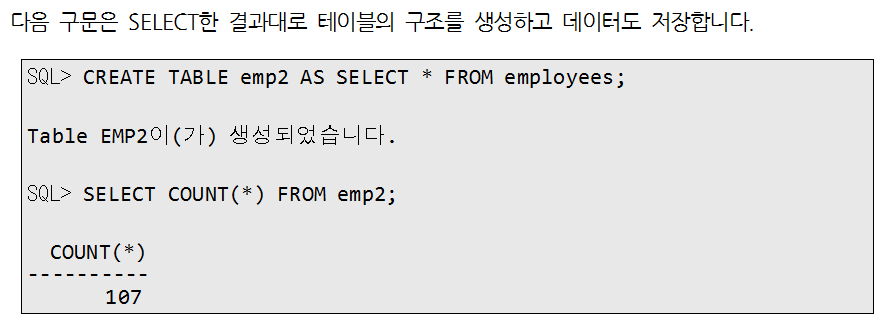 다음 구문은 SELECT한 결과대로 테이블의 구조를 생성하고 데이터도 저장합니다.
SQL> CREATE TABLE emp2 AS SELECT * FROM employees;
Table EMP2이(가) 생성되었습니다.
SQL> SELECT COUNT(*) FROM emp2;
COUNT(*)
----------
107